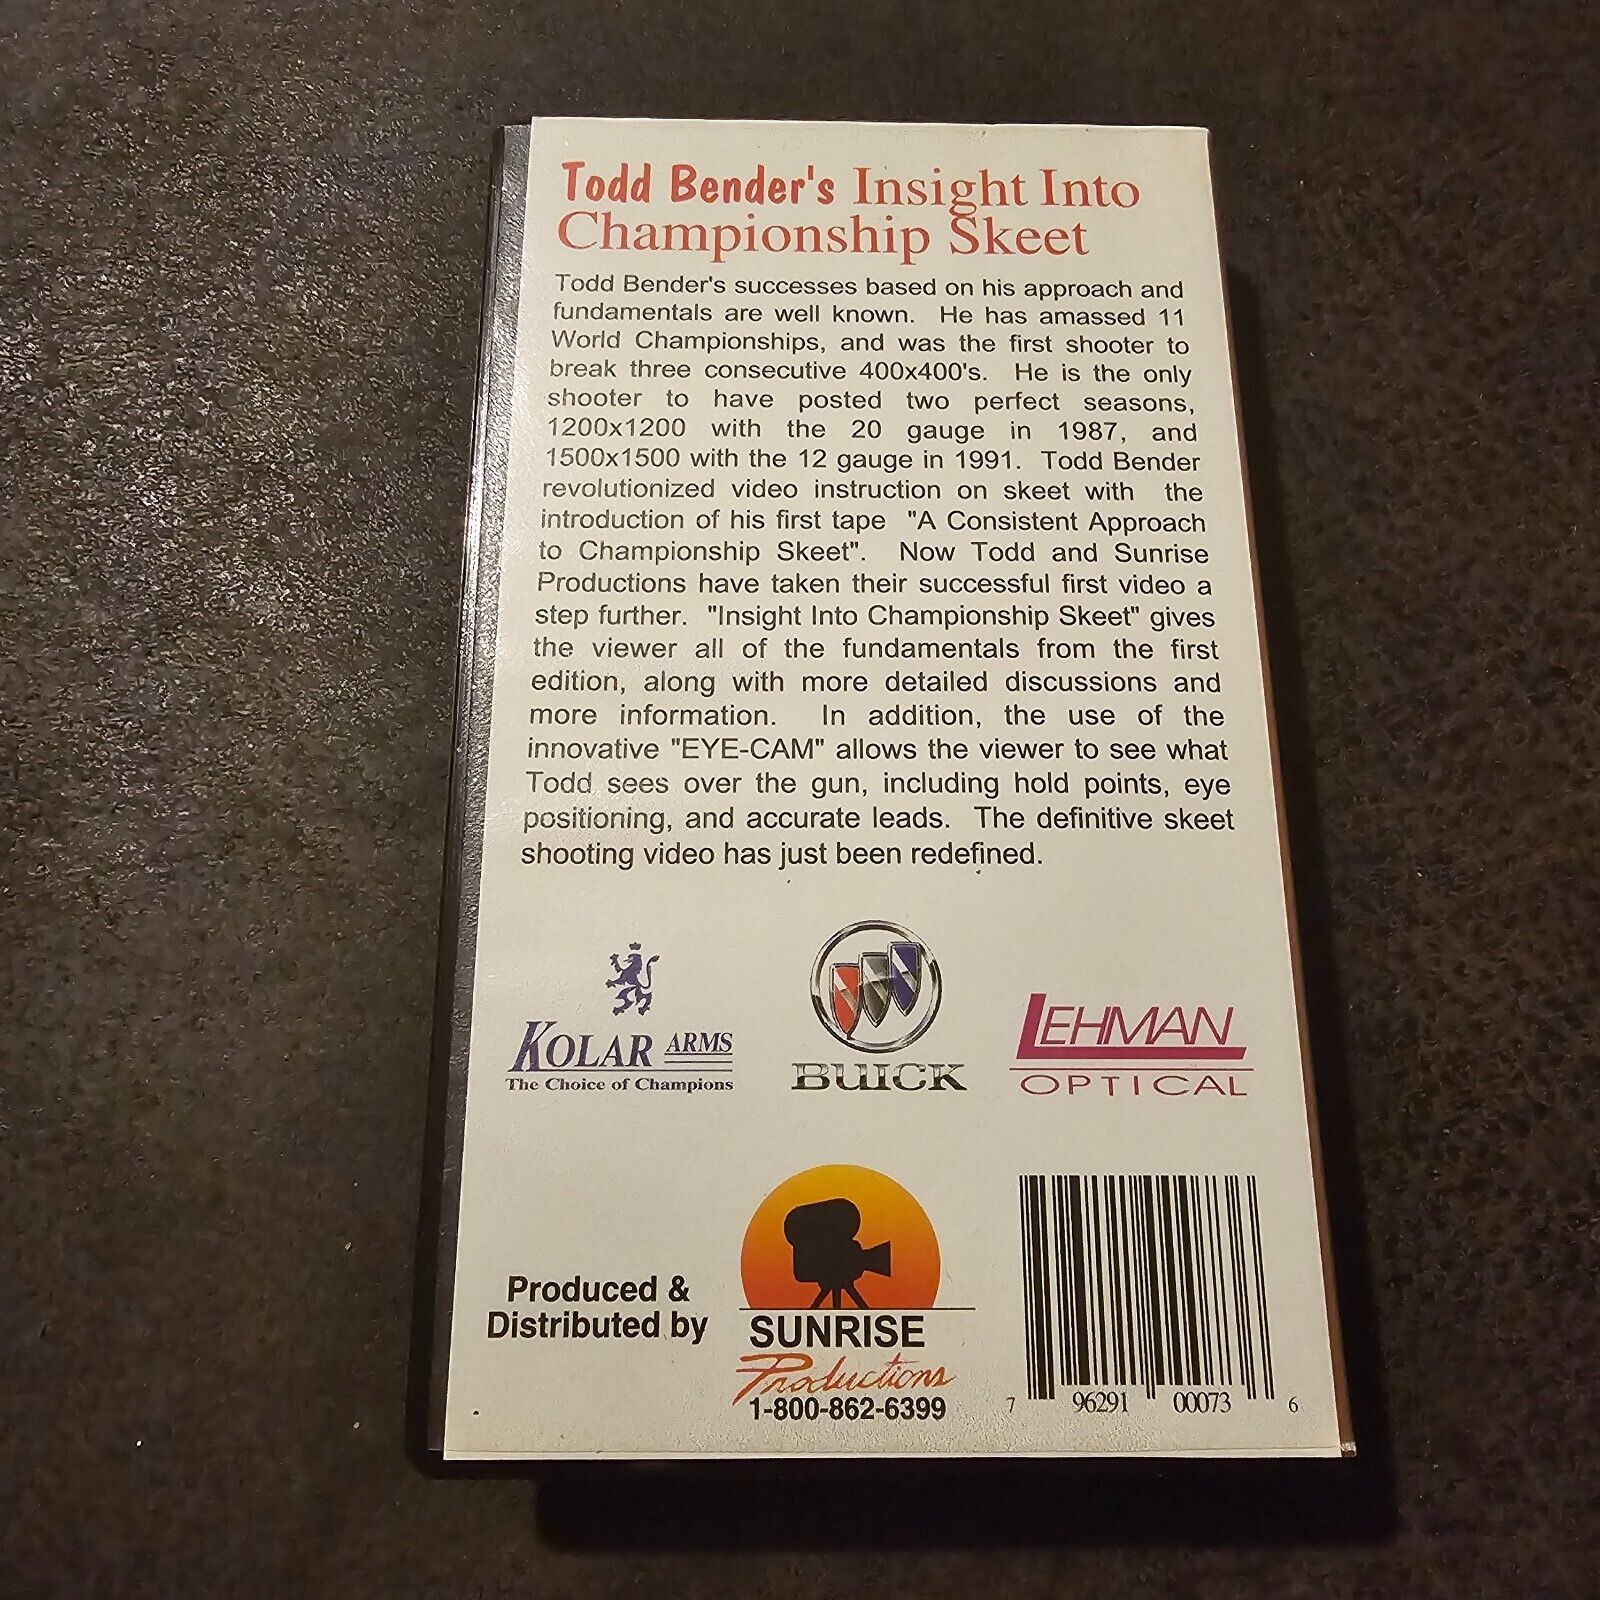 Todd Bender's Insight Into
Championship Skeet
Todd Bender's successes based on his approach and
fundamentals are well known. He has amassed 11
World Championships, and was the first shooter to
break three consecutive 400x400's. He is the only
shooter to have posted two perfect seasons,
1200x1200 with the 20 gauge in 1987, and
1500x1500 with the 12 gauge in 1991. Todd Bender
revolutionized video instruction on skeet with the
introduction of his first tape "A Consistent Approach
to Championship Skeet". Now Todd and Sunrise
Productions have taken their successful first video a
step further. "Insight Into Championship Skeet" gives
the viewer all of the fundamentals from the first
edition, along with more detailed discussions and
more information. In addition, the use of the
innovative "EYE-CAM" allows the viewer to see what
Todd sees over the gun, including hold points, eye
positioning, and accurate leads. The definitive skeet
shooting video has just been redefined.
KOLAR ARMS
The Choice of Champions
BUICK
LEHMAN
OPTICAL
Produced &
Distributed by
SUNRISE
Productions
1-800-862-6399
7 96291 00073 6